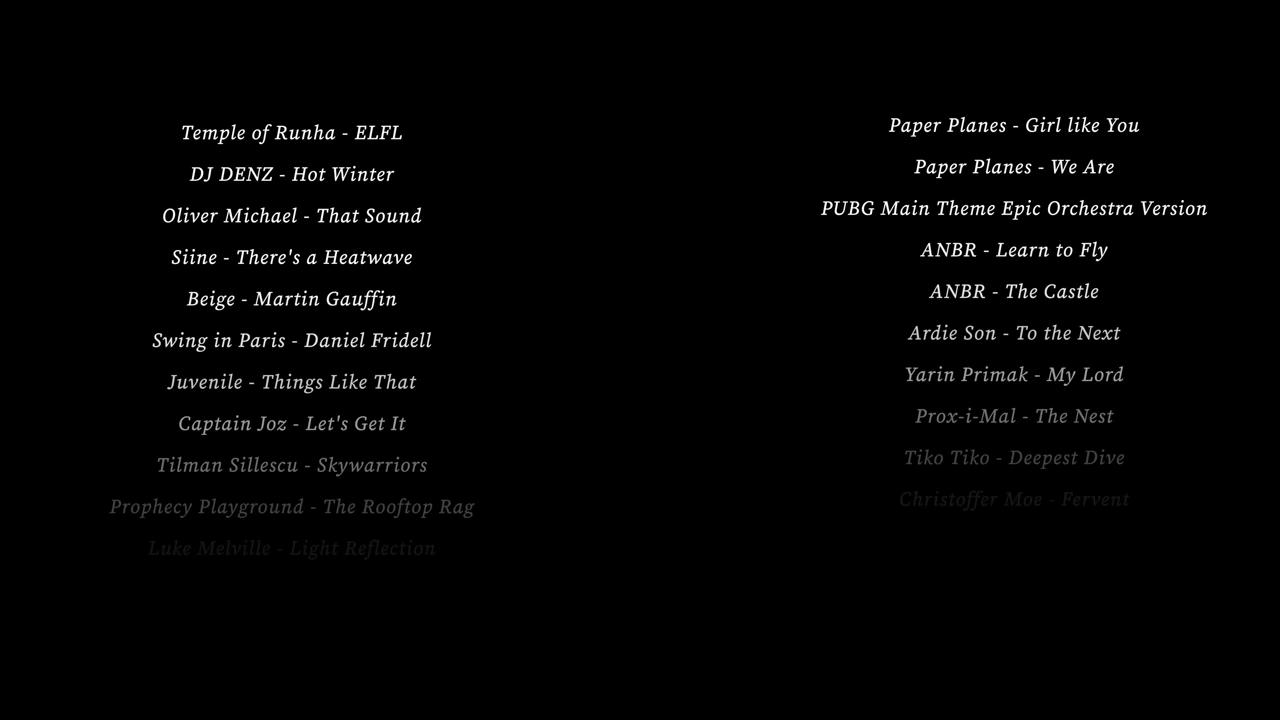 Temple of Runha - ELFL
DJ DENZ - Hot Winter
Oliver Michael - That Sound
Siine - There's a Heatwave
Beige - Martin Gauffin
Swing in Paris - Daniel Fridell
Juvenile - Things Like That
Captain Joz - Let's Get It
Tilman Sillescu - Skywarriors
Prophecy Playground - The Rooftop Rag
Luke Melville - Light Reflection
Paper Planes - Girl like You
Paper Planes - We Are
PUBG Main Theme Epic Orchestra Version
ANBR - Learn to Fly
ANBR - The Castle
Ardie Son - To the Next
Yarin Primak - My Lord
Prox-i-Mal - The Nest
Tiko Tiko - Deepest Dive
Christoffer Moe - Fervent